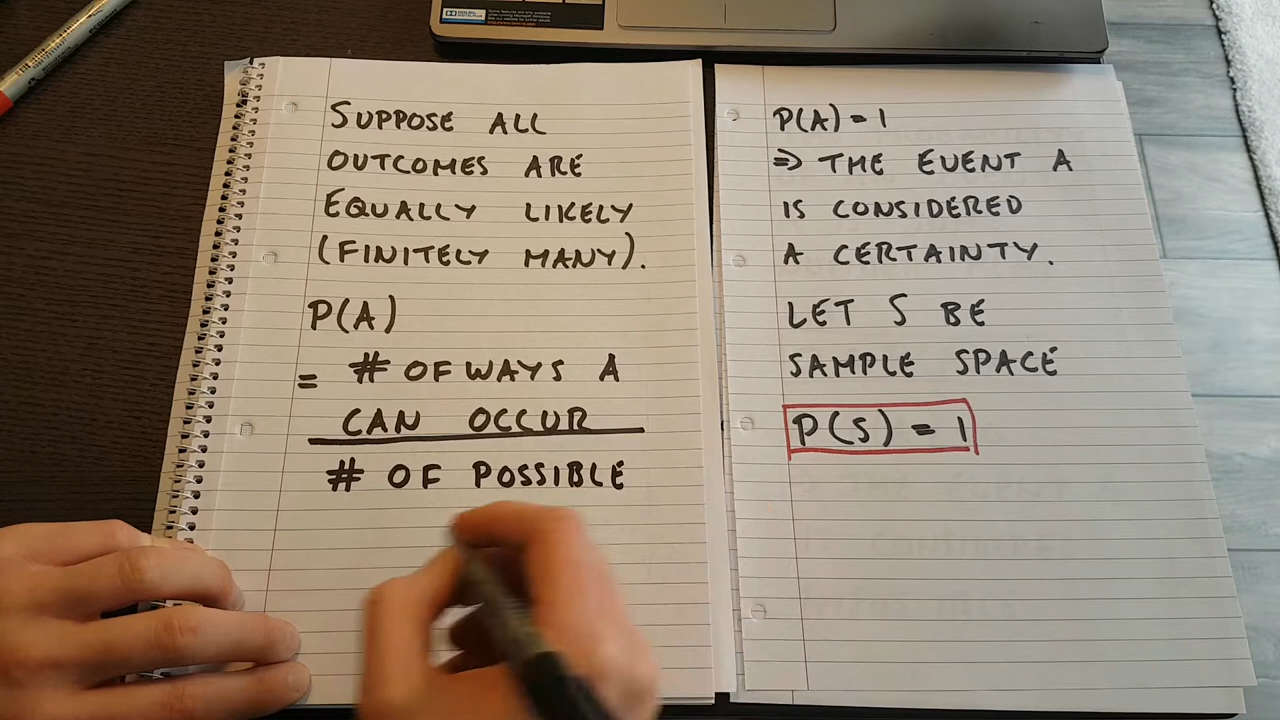 SUPPOSE ALL
OUTCOMES ARE
EQUALLY LIKELY
(FINITELY MANY).
P(A)
= # OF WAYS A
CAN OCCUR
# OF POSSIBLE
P(A) = 1
⇒ THE EVENT A
IS CONSIDERED
A CERTAINTY.
LET S BE
SAMPLE SPACE
P(S) = 1